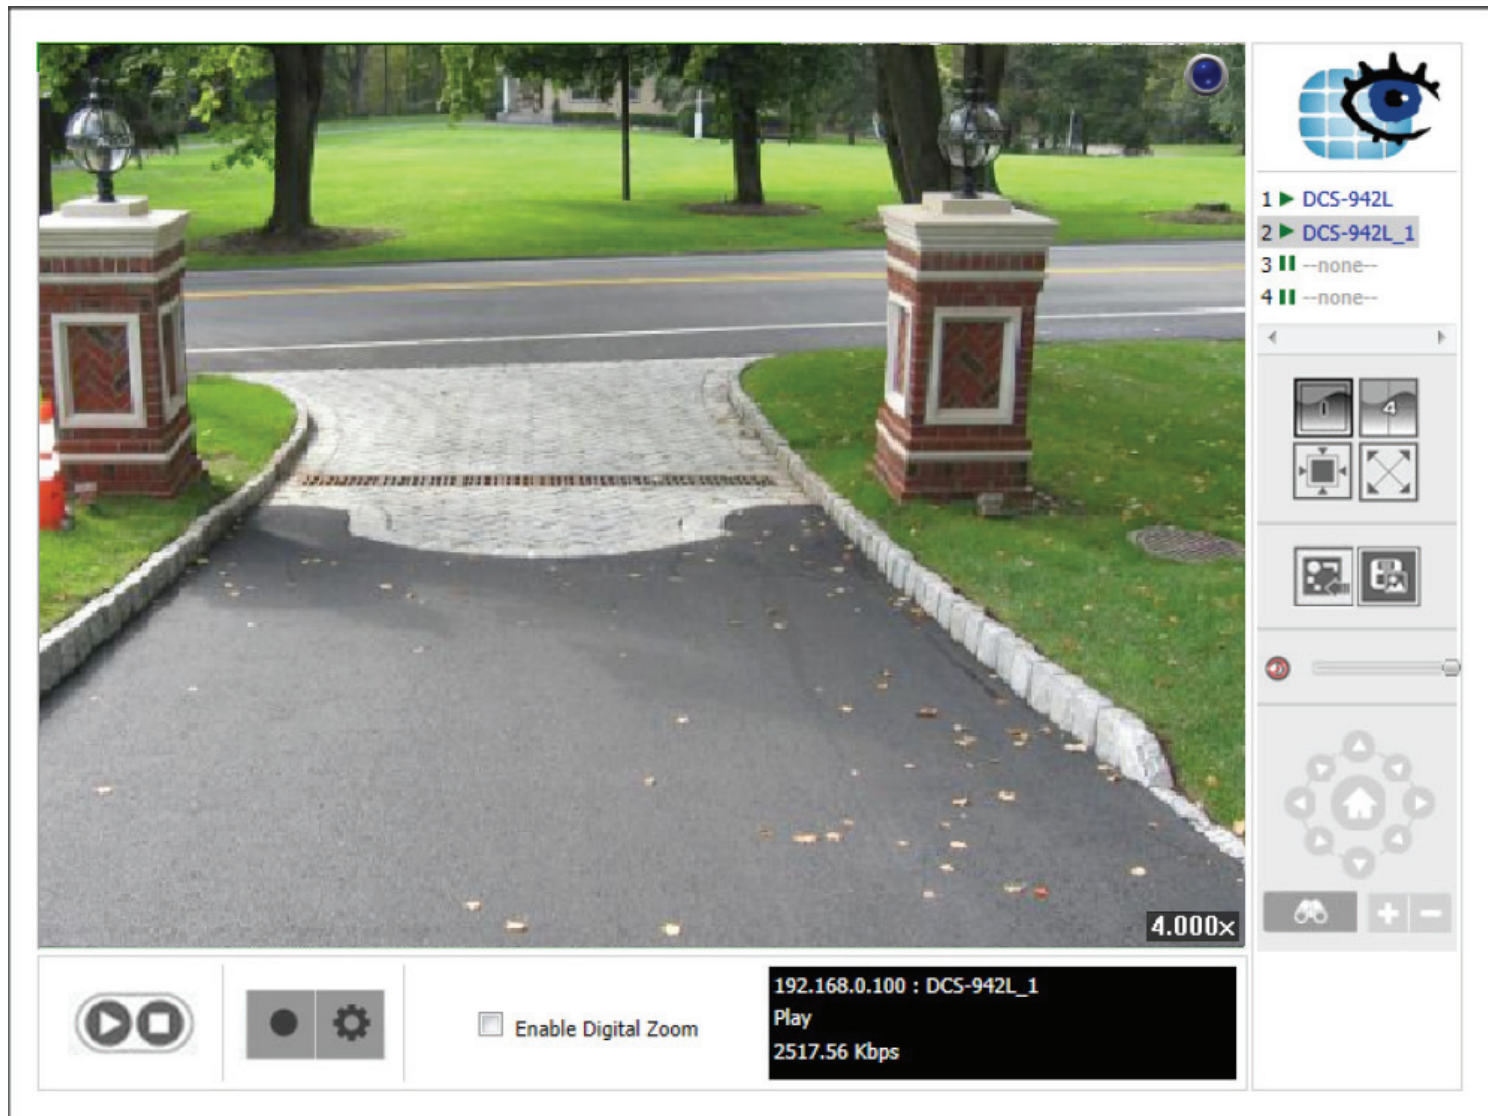 1 DCS-942L
2 DCS-942L_1
3 --none--
4 --none--
1
4
4.000x
Enable Digital Zoom
192.168.0.100 : DCS-942L_1
Play
2517.56 Kbps